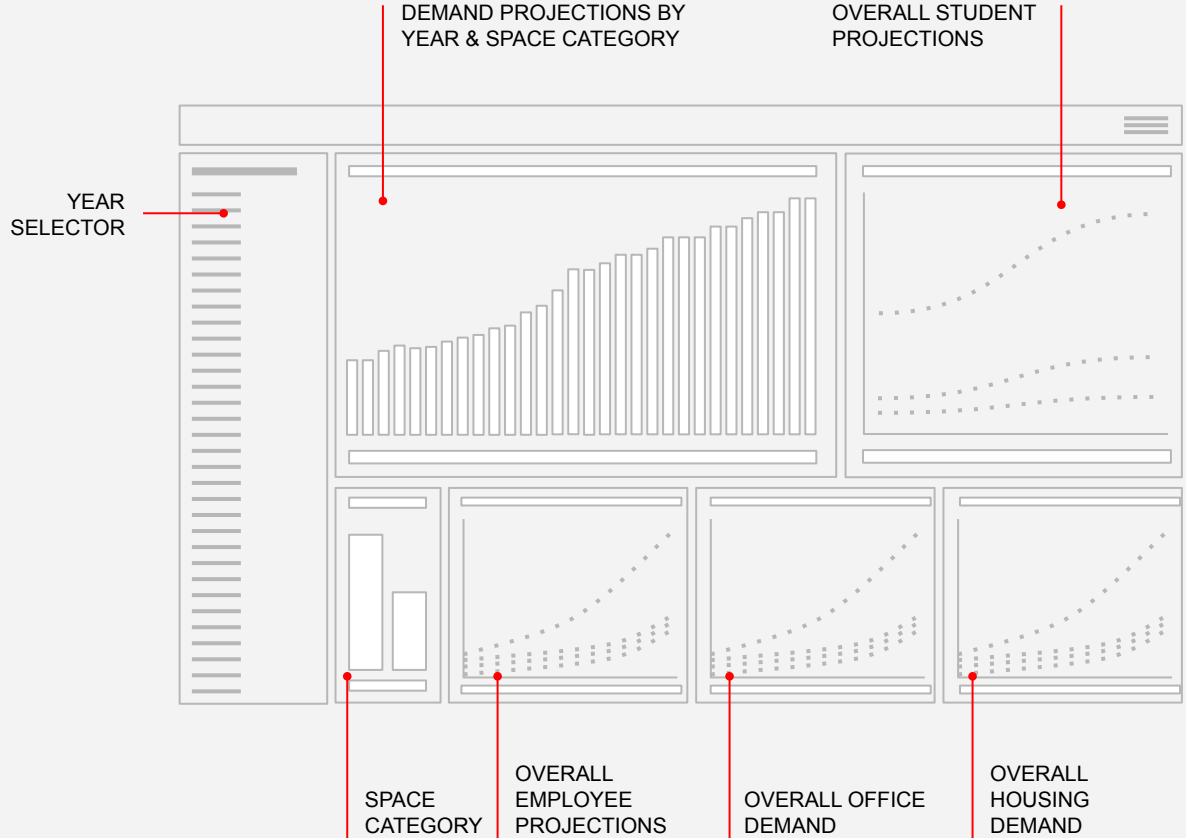 DEMAND PROJECTIONS BY
YEAR & SPACE CATEGORY
OVERALL STUDENT
PROJECTIONS
YEAR
SELECTOR
SPACE
CATEGORY
OVERALL
EMPLOYEE
PROJECTIONS
OVERALL OFFICE
DEMAND
OVERALL
HOUSING
DEMAND